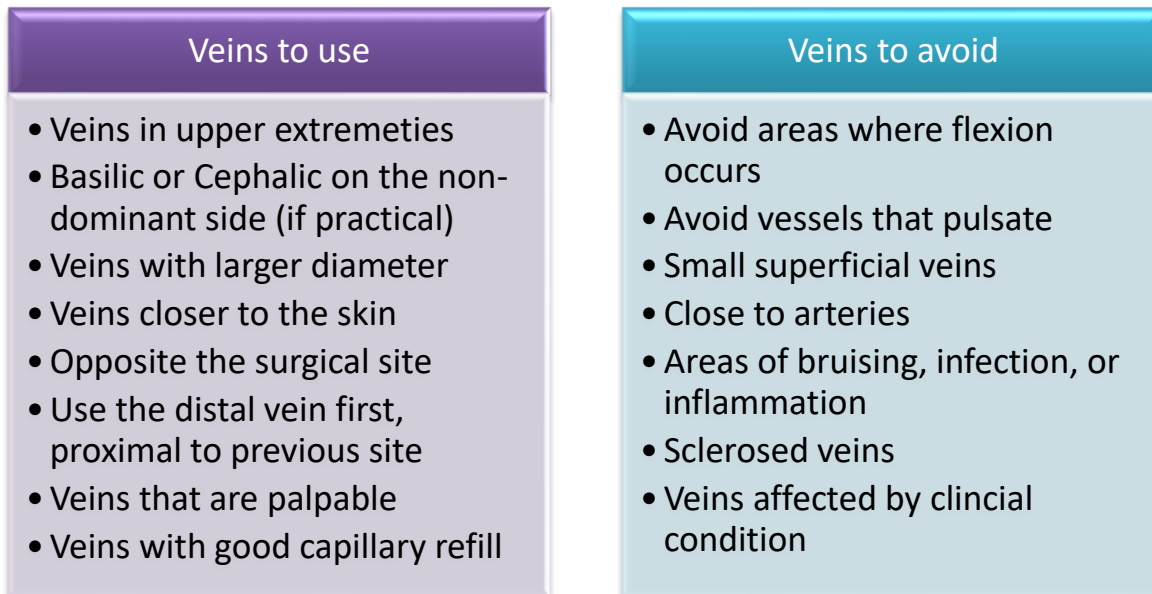 Veins to use
• Veins in upper extremeties
• Basilic or Cephalic on the non-
dominant side (if practical)
• Veins with larger diameter
• Veins closer to the skin
• Opposite the surgical site
• Use the distal vein first,
proximal to previous site
• Veins that are palpable
• Veins with good capillary refill
Veins to avoid
• Avoid areas where flexion
occurs
• Avoid vessels that pulsate
• Small superficial veins
• Close to arteries
• Areas of bruising, infection, or
inflammation
• Sclerosed veins
• Veins affected by clincial
condition